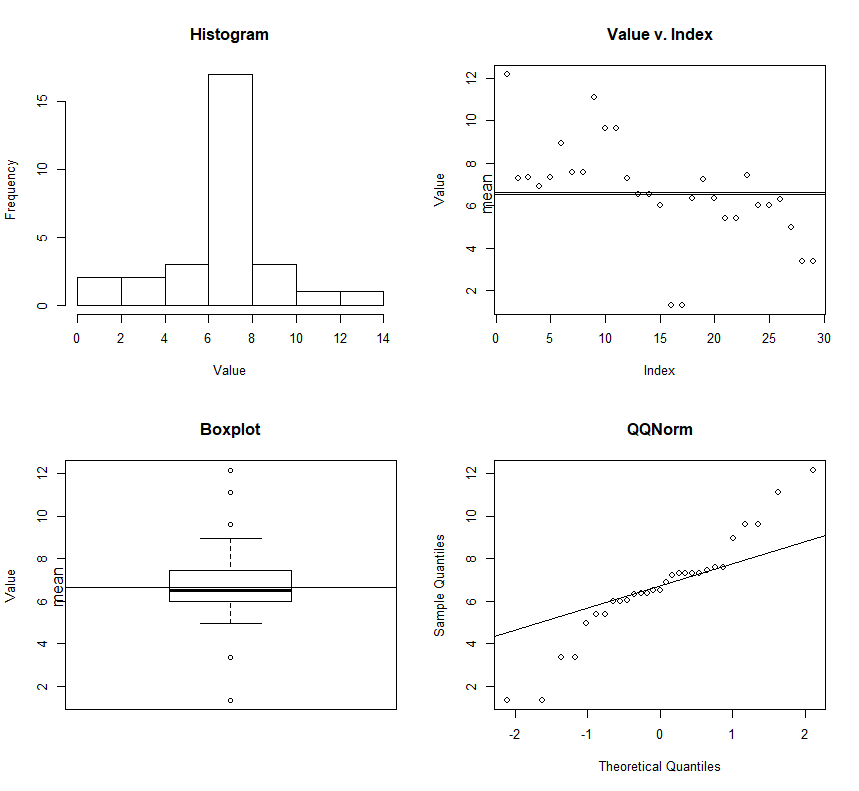 Histogram
Frequency
0 5 10 15
0 2 4 6 8 10 12 14
Value
Value v. Index
Value
mean
2 4 6 8 10 12
0 5 10 15 20 25 30
Index
Boxplot
Value
mean
2 4 6 8 10 12
QQNorm
Sample Quantiles
2 4 6 8 10 12
-2 -1 0 1 2
Theoretical Quantiles